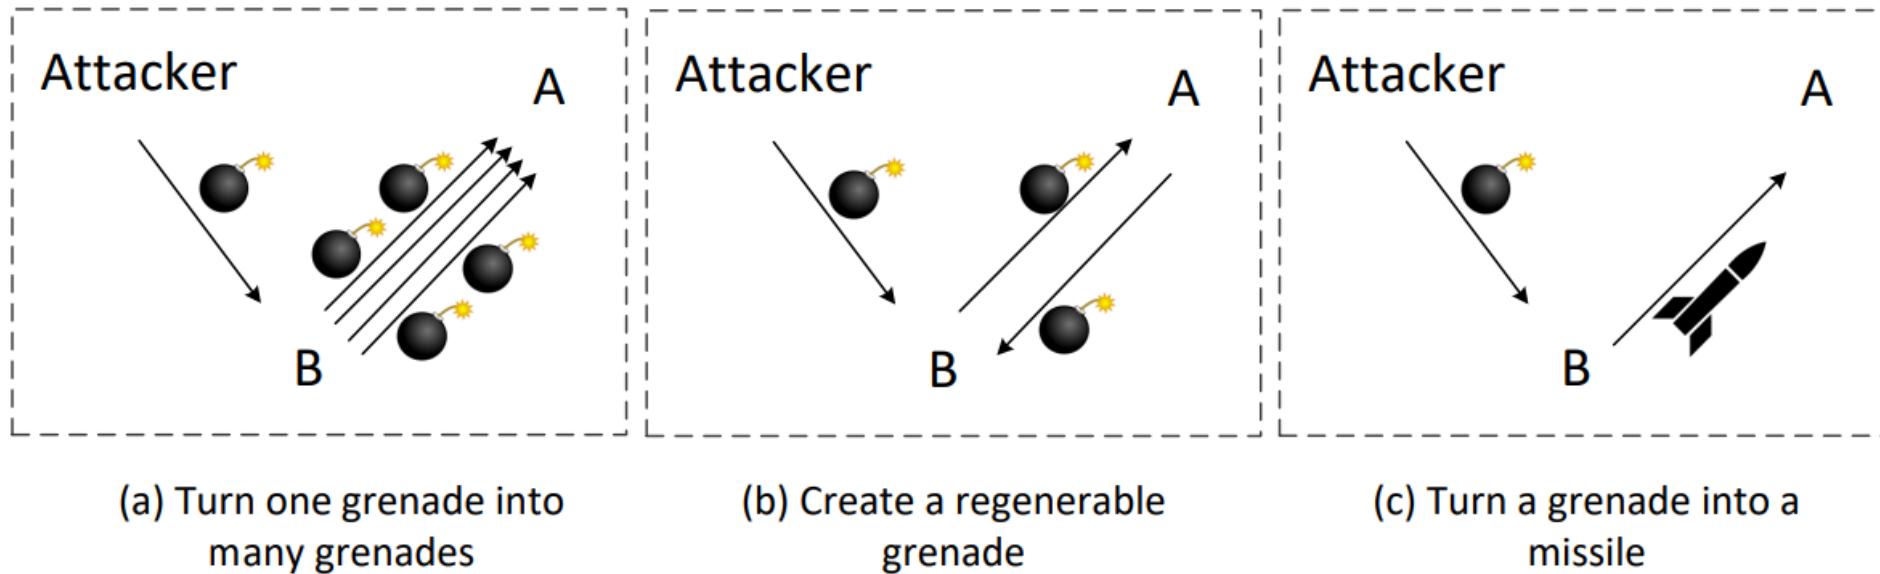 Attacker
A
B
(a) Turn one grenade into
many grenades
Attacker
A
B
(b) Create a regenerable
grenade
Attacker
A
B
(c) Turn a grenade into a
missile